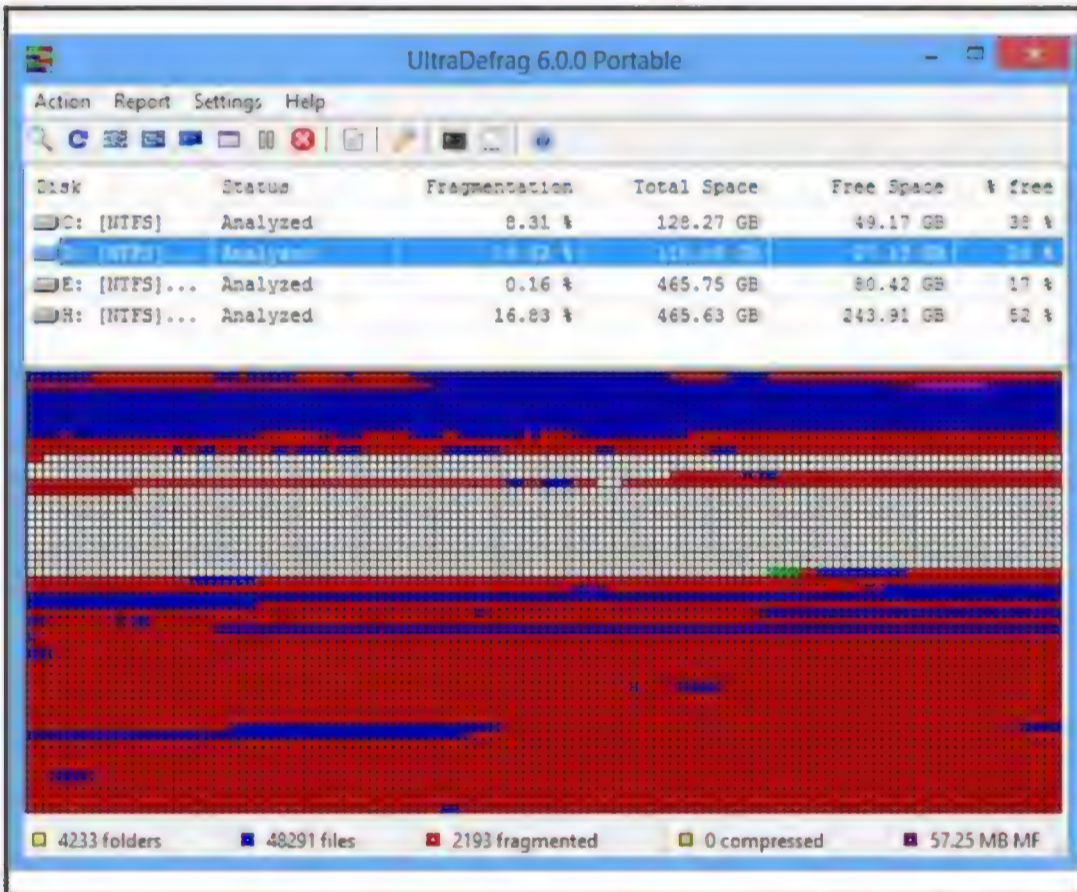 UltraDefrag 6.0.0 Portable
Action Report Settings Help
Disk Status Fragmentation Total Space Free Space % free
C: [NTFS] Analyzed 8.31 % 128.27 GB 49.17 GB 38 %
[NTFS]... Analyzed
E: [NTFS]... Analyzed 0.16 % 465.75 GB 80.42 GB 17 %
H: [NTFS]... Analyzed 16.83 % 465.63 GB 243.91 GB 52 %
4233 folders 48291 files 2193 fragmented 0 compressed 57.25 MB MF